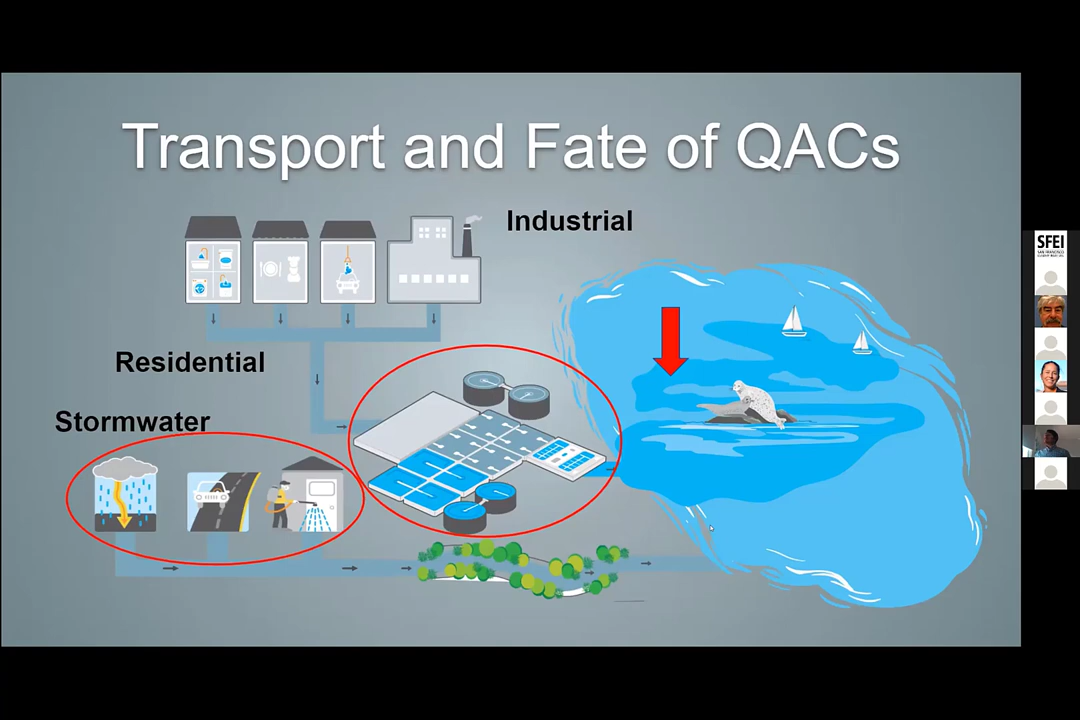 Transport and Fate of QACs
Industrial
Residential
Stormwater
SFEI